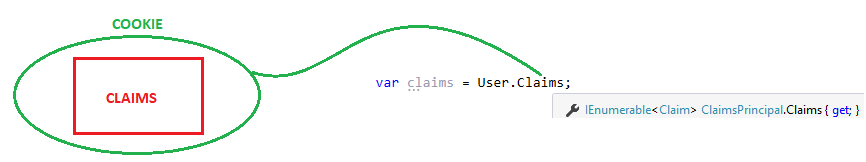 COOKIE
CLAIMS
var claims = User.Claims;
IEnumerable<Claim> ClaimsPrincipal.Claims { get; }